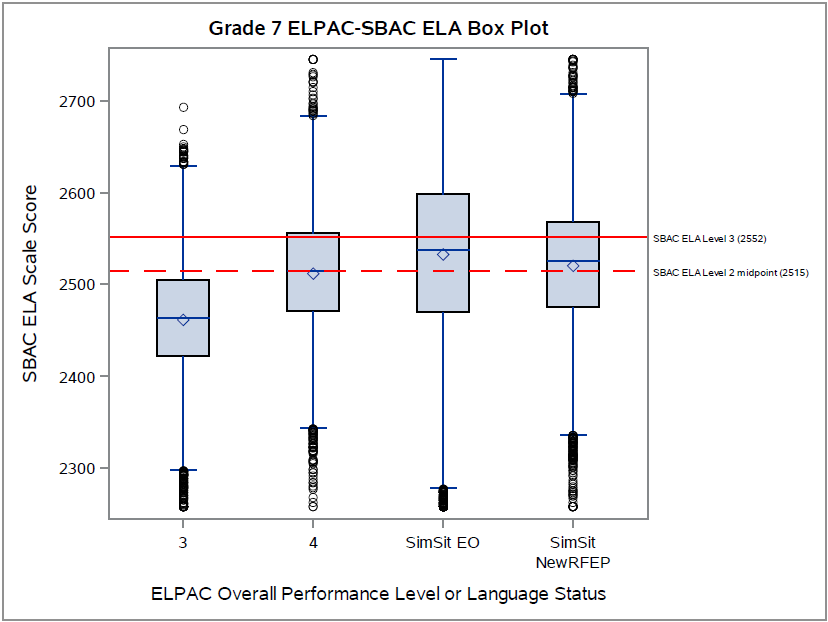 Grade 7 ELPAC-SBAC ELA Box Plot
SBAC ELA Scale Score
2700
2600
2500
2400
2300
SBAC ELA Level 3 (2552)
SBAC ELA Level 2 midpoint (2515)
3
4
SimSit EO
SimSit
NewRFEP
ELPAC Overall Performance Level or Language Status